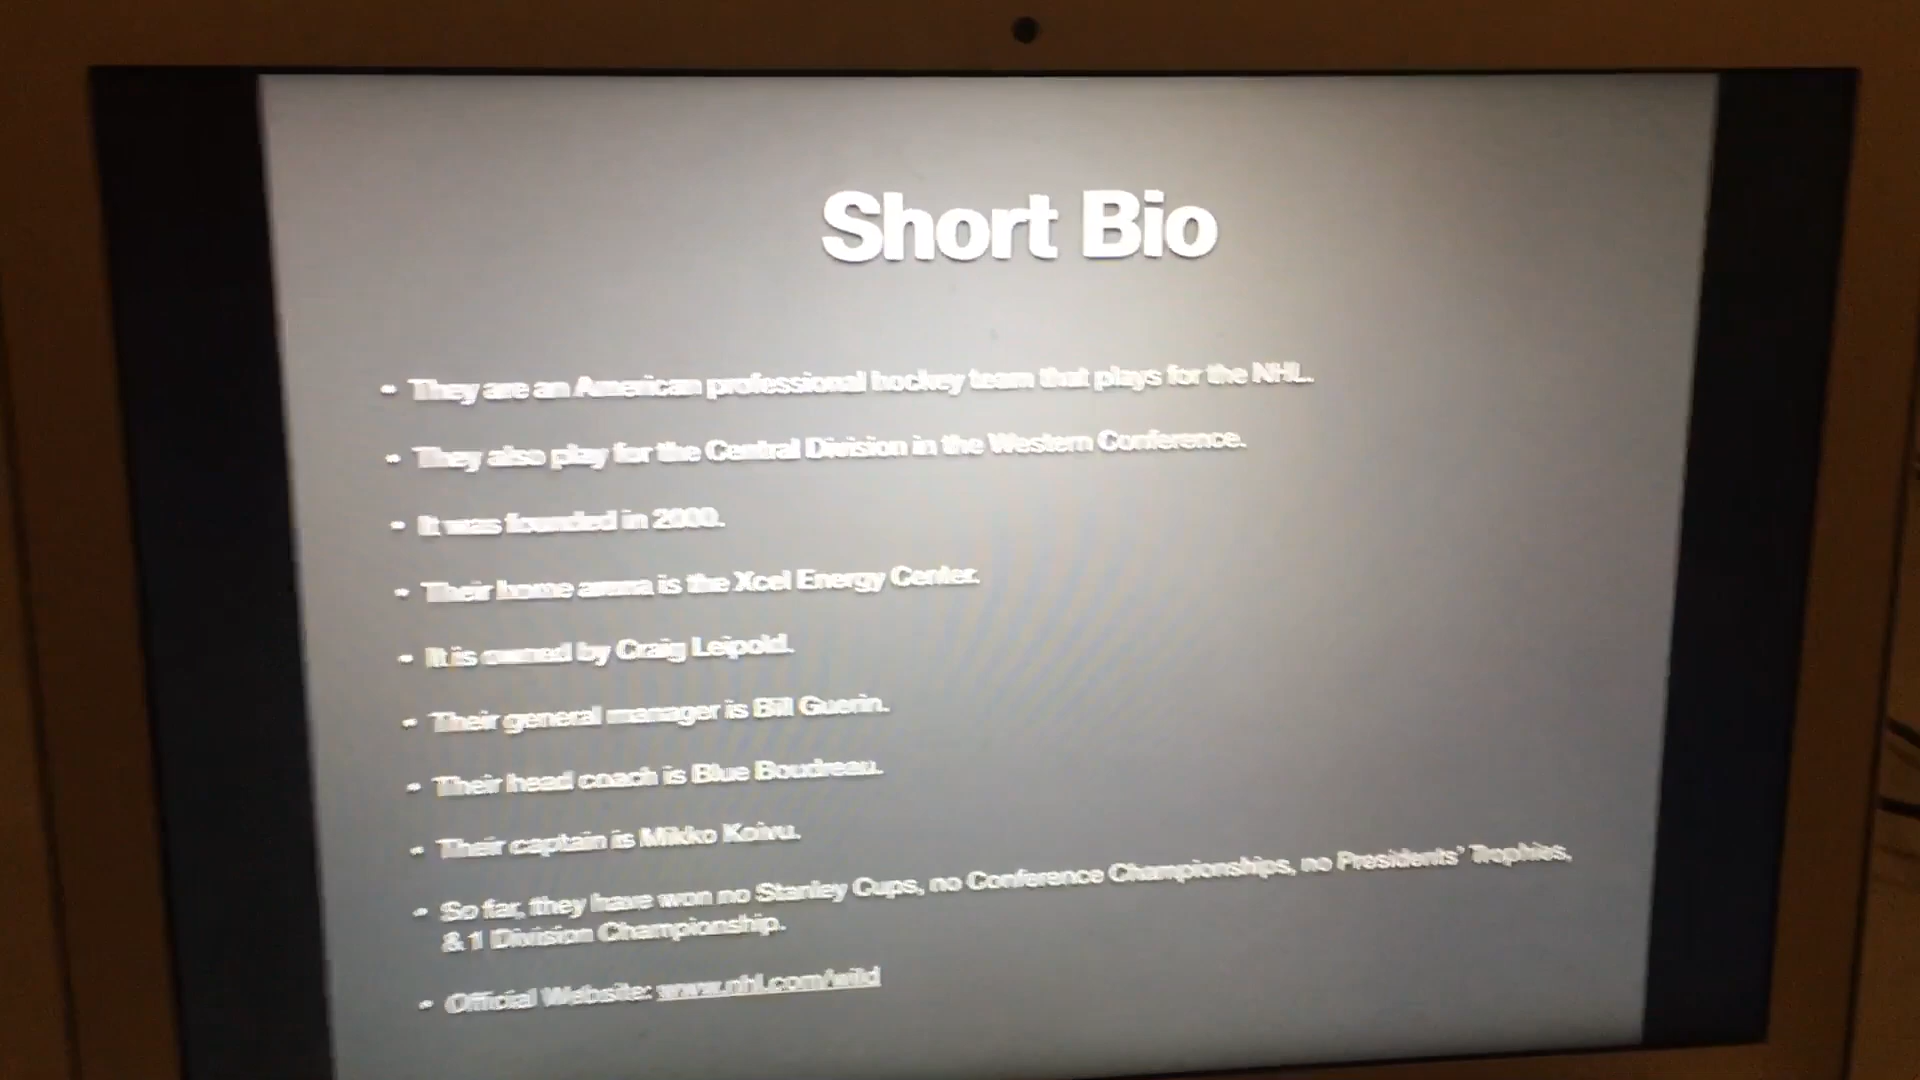 Short Bio
• They are an American professional hockey team that plays for the NHL.
• They also play for the Central Division in the Western Conference.
• It was founded in 2000.
• Their home arena is the Xcel Energy Center.
• It is owned by Craig Leipold.
• Their general manager is Bill Guerin.
• Their head coach is Blue Boudreau.
• Their captain is Mikko Koivu.
• So far, they have won no Stanley Cups, no Conference Championships, no Presidents' Trophies,
& 1 Division Championship.
• Official Website: www.nhl.com/wild